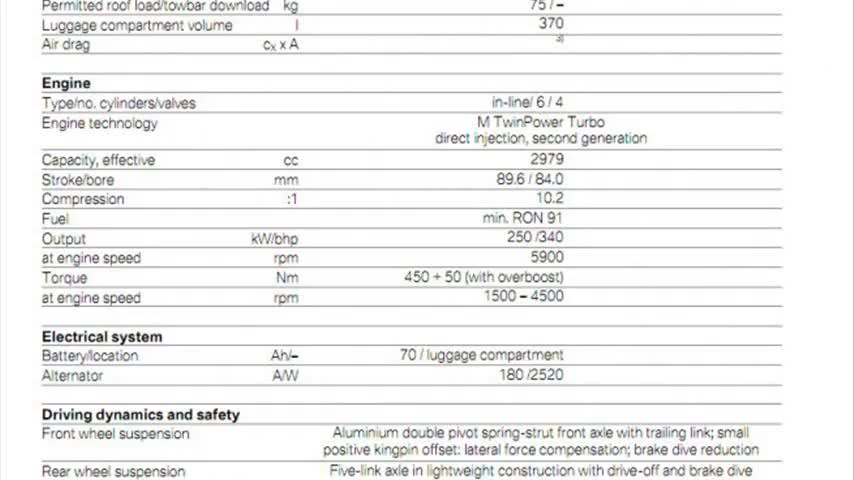 Permitted roof load/towbar download kg 75 / –
Luggage compartment volume l 370
Air drag cx x A
Engine
Type/no. cylinders/valves in-line/ 6 / 4
Engine technology M TwinPower Turbo
direct injection, second generation
Capacity, effective cc 2979
Stroke/bore mm 89.6 / 84.0
Compression :1 10.2
Fuel min. RON 91
Output kW/bhp 250 /340
at engine speed rpm 5900
Torque Nm 450 + 50 (with overboost)
at engine speed rpm 1500 – 4500
Electrical system
Battery/location Ah/– 70 / luggage compartment
Alternator A/W 180 /2520
Driving dynamics and safety
Front wheel suspension Aluminium double pivot spring-strut front axle with trailing link; small
positive kingpin offset: lateral force compensation; brake dive reduction
Rear wheel suspension Five-link axle in lightweight construction with drive-off and brake dive